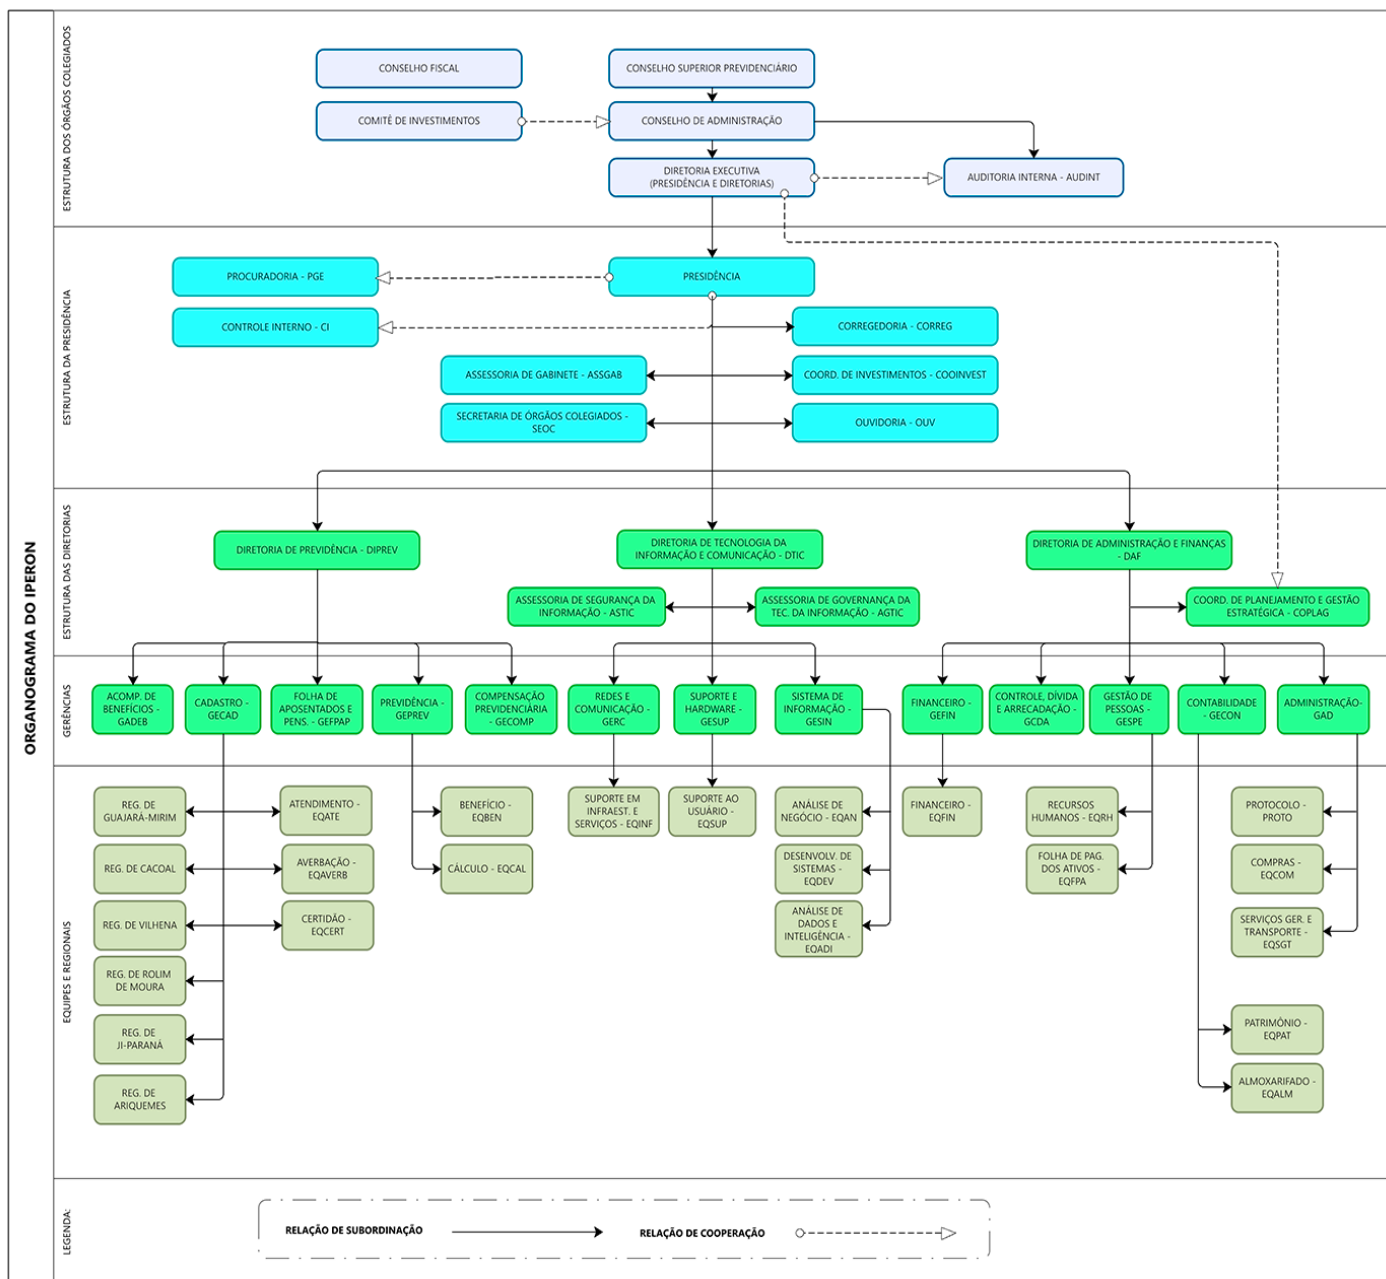 ORGANOGRAMA DO IPERON
ESTRUTURA DOS ÓRGÃOS COLEGIADOS
CONSELHO FISCAL
CONSELHO SUPERIOR PREVIDENCIÁRIO
COMITÊ DE INVESTIMENTOS
CONSELHO DE ADMINISTRAÇÃO
DIRETORIA EXECUTIVA
(PRESIDÊNCIA E DIRETORIAS)
AUDITORIA INTERNA - AUDINT
ESTRUTURA DA PRESIDÊNCIA
PROCURADORIA - PGE
PRESIDÊNCIA
CONTROLE INTERNO - CI
CORREGEDORIA - CORREG
ASSESSORIA DE GABINETE - ASSGAB
COORD. DE INVESTIMENTOS - COOINVEST
SECRETARIA DE ÓRGÃOS COLEGIADOS -
SEOC
OUVIDORIA - OUV
ESTRUTURA DAS DIRETORIAS
DIRETORIA DE PREVIDÊNCIA - DIPREV
DIRETORIA DE TECNOLOGIA DA
INFORMAÇÃO E COMUNICAÇÃO - DTIC
DIRETORIA DE ADMINISTRAÇÃO E FINANÇAS
- DAF
ASSESSORIA DE SEGURANÇA DA
INFORMAÇÃO - ASTIC
ASSESSORIA DE GOVERNANÇA DA
TEC. DA INFORMAÇÃO - AGTIC
COORD. DE PLANEJAMENTO E GESTÃO
ESTRATÉGICA - COPLAG
GERÊNCIAS
ACOMP. DE
BENEFÍCIOS -
GADEB
CADASTRO -
GECAD
FOLHA DE
APOSENTADOS E
PENS. - GEFPAP
PREVIDÊNCIA -
GEPREV
COMPENSAÇÃO
PREVIDENCIÁRIA
- GECOMP
REDES E
COMUNICAÇÃO -
GERC
SUPORTE E
HARDWARE -
GESUP
SISTEMA DE
INFORMAÇÃO -
GESIN
FINANCEIRO -
GEFIN
CONTROLE, DÍVIDA
E ARRECADAÇÃO -
GCDA
GESTÃO DE
PESSOAS -
GESPE
CONTABILIDADE
- GECON
ADMINISTRAÇÃO-
GAD
EQUIPES E REGIONAIS
REG. DE
GUAJARÁ-MIRIM
ATENDIMENTO -
EQATE
BENEFÍCIO -
EQBEN
SUPORTE EM
INFRAEST. E
SERVIÇOS - EQINF
SUPORTE AO
USUÁRIO -
EQSUP
ANÁLISE DE
NEGÓCIO - EQAN
FINANCEIRO -
EQFIN
RECURSOS
HUMANOS - EQRH
PROTOCOLO -
PROTO
REG. DE CACOAL
AVERBAÇÃO -
EQAVERB
CÁLCULO - EQCAL
DESENVOLV. DE
SISTEMAS -
EQDEV
FOLHA DE PAG.
DOS ATIVOS -
EQFPA
COMPRAS -
EQCOM
REG. DE VILHENA
CERTIDÃO -
EQCERT
ANÁLISE DE
DADOS E
INTELIGÊNCIA -
EQADI
SERVIÇOS GER. E
TRANSPORTE -
EQSGT
REG. DE ROLIM
DE MOURA
REG. DE
JI-PARANÁ
PATRIMÔNIO -
EQPAT
REG. DE
ARIQUEMES
ALMOXARIFADO -
EQALM
LEGENDA:
RELAÇÃO DE SUBORDINAÇÃO
RELAÇÃO DE COOPERAÇÃO